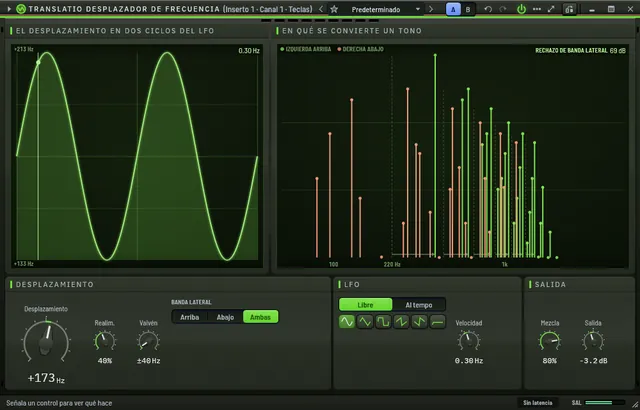 TRANSLATIO DESPLAZADOR DE FRECUENCIA (Inserto 1 · Canal 1 · Teclas)
Predeterminado
A B
EL DESPLAZAMIENTO EN DOS CICLOS DEL LFO
+213 Hz
0.30 Hz
+133 Hz
EN QUÉ SE CONVIERTE UN TONO
IZQUIERDA ARRIBA
DERECHA ABAJO
RECHAZO DE BANDA LATERAL 69 dB
100
220 Hz
1k
DESPLAZAMIENTO
Desplazamiento
+173 Hz
Realim.
40%
Vaivén
±40 Hz
BANDA LATERAL
Arriba
Abajo
Ambas
LFO
Libre
Al tempo
Velocidad
0.30 Hz
SALIDA
Mezcla
80%
Salida
-3.2 dB
Señala un control para ver qué hace
Sin latencia
SAL